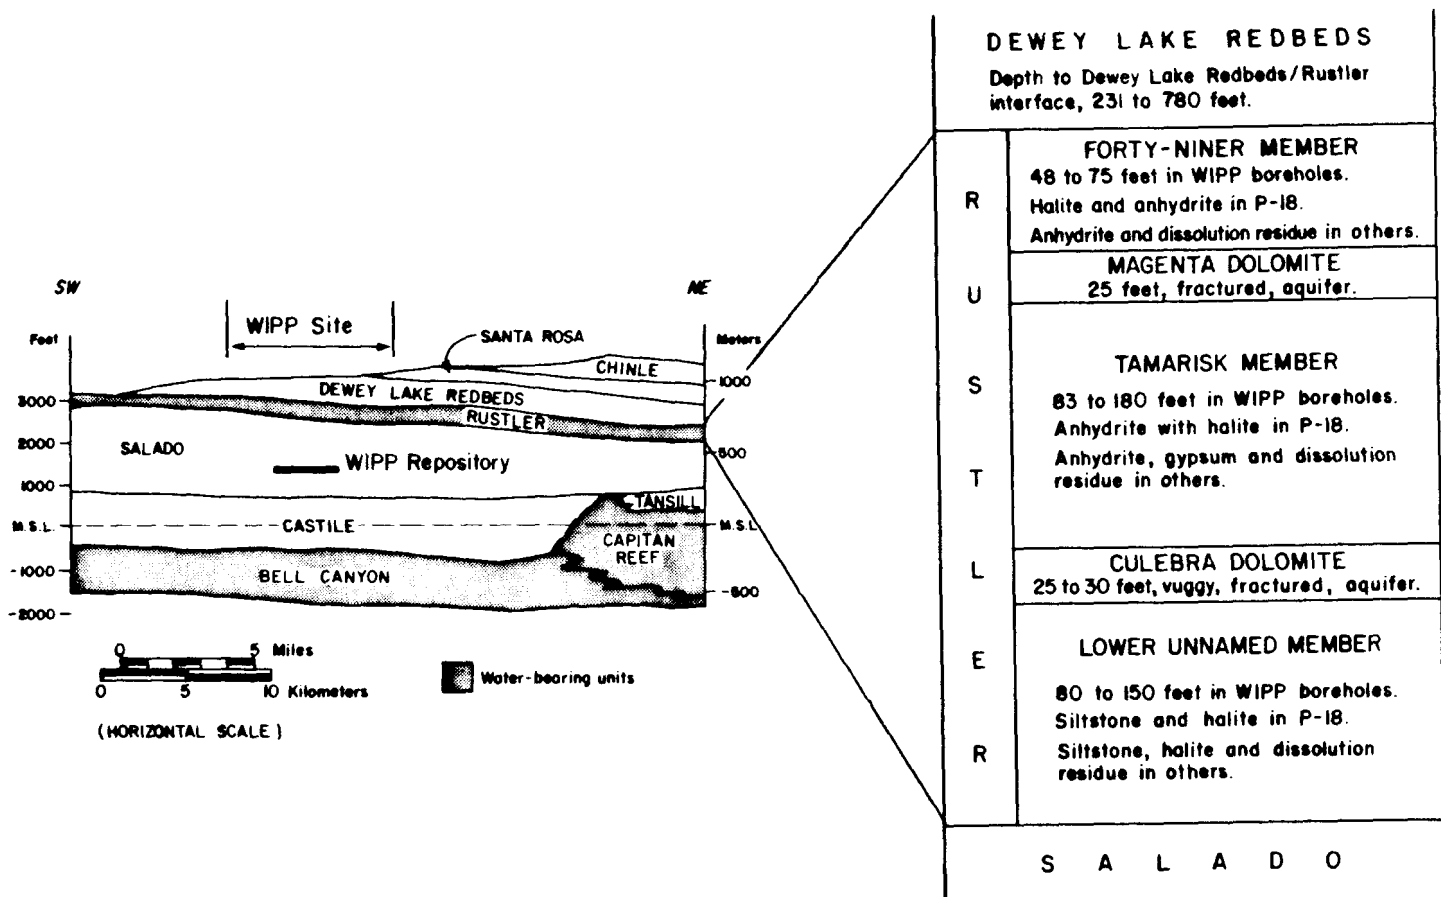 SW
NE
Feet
WIPP Site
SANTA ROSA
Meters
CHINLE
1000
DEWEY LAKE REDBEDS
3000
RUSTLER
2000
SALADO
500
WIPP Repository
1000
TANSILL
M.S.L.
CASTILE
M.S.L.
CAPITAN
REEF
-1000
BELL CANYON
-500
-2000
0 5 Miles
0 5 10 Kilometers
(HORIZONTAL SCALE)
Water-bearing units
DEWEY LAKE REDBEDS
Depth to Dewey Lake Redbeds/Rustler
interface, 231 to 780 feet.
RUSTLER
FORTY-NINER MEMBER
48 to 75 feet in WIPP boreholes.
Halite and anhydrite in P-18.
Anhydrite and dissolution residue in others.
MAGENTA DOLOMITE
25 feet, fractured, aquifer.
TAMARISK MEMBER
83 to 180 feet in WIPP boreholes.
Anhydrite with halite in P-18.
Anhydrite, gypsum and dissolution
residue in others.
CULEBRA DOLOMITE
25 to 30 feet, vuggy, fractured, aquifer.
LOWER UNNAMED MEMBER
80 to 150 feet in WIPP boreholes.
Siltstone and halite in P-18.
Siltstone, halite and dissolution
residue in others.
SALADO